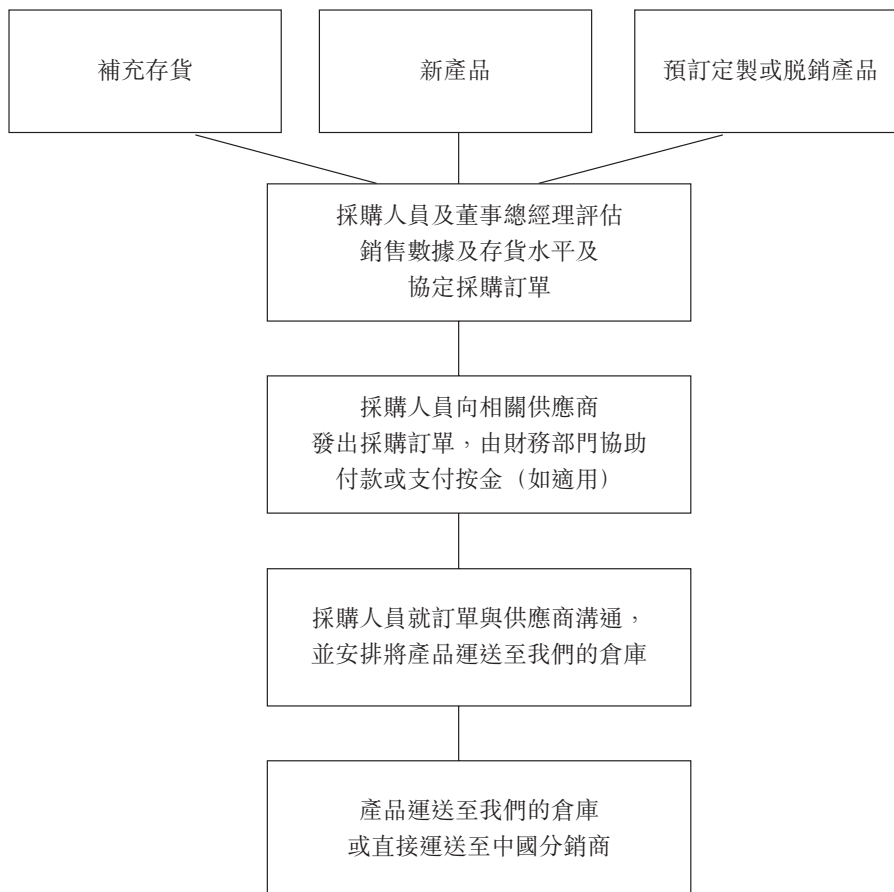 補充存貨
新產品
預訂定製或脱銷產品
採購人員及董事總經理評估
銷售數據及存貨水平及
協定採購訂單
採購人員向相關供應商
發出採購訂單，由財務部門協助
付款或支付按金（如適用）
採購人員就訂單與供應商溝通，
並安排將產品運送至我們的倉庫
產品運送至我們的倉庫
或直接運送至中國分銷商